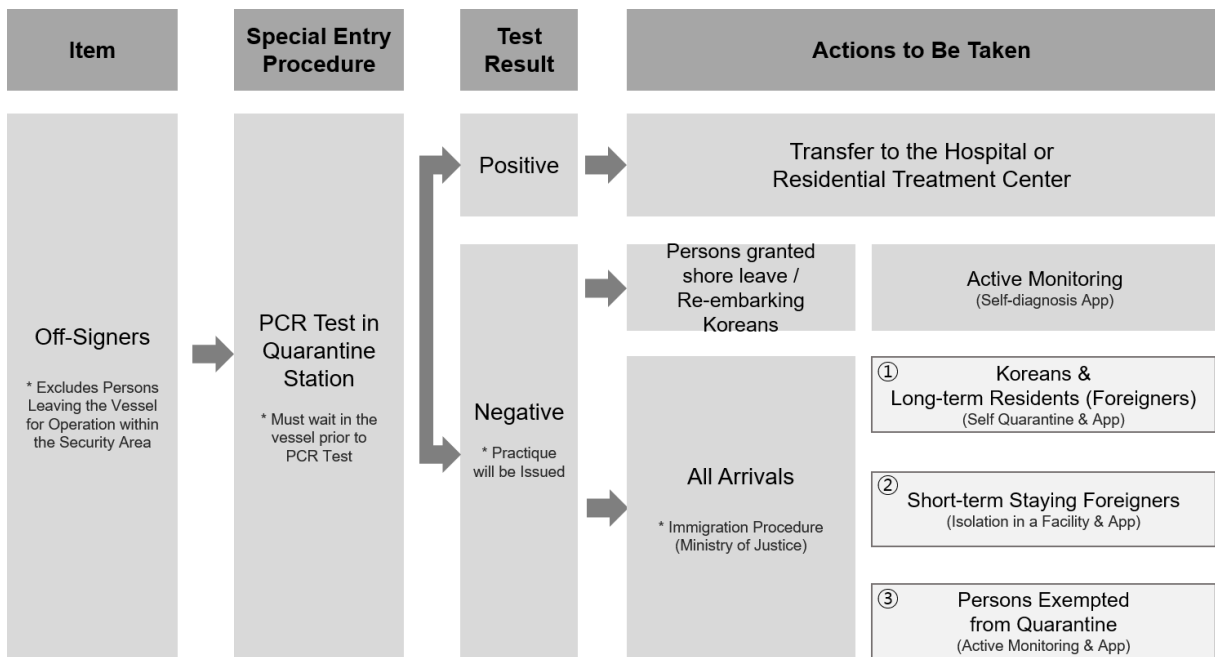 Item
Special Entry
Procedure
Test
Result
Actions to Be Taken
Off-Signers
* Excludes Persons
Leaving the Vessel
for Operation within
the Security Area
PCR Test in
Quarantine
Station
* Must wait in the
vessel prior to
PCR Test
Positive
Transfer to the Hospital or
Residential Treatment Center
Negative
* Practique
will be Issued
Persons granted
shore leave /
Re-embarking
Koreans
Active Monitoring
(Self-diagnosis App)
All Arrivals
* Immigration Procedure
(Ministry of Justice)
① Koreans &
Long-term Residents (Foreigners)
(Self Quarantine & App)
② Short-term Staying Foreigners
(Isolation in a Facility & App)
③ Persons Exempted
from Quarantine
(Active Monitoring & App)